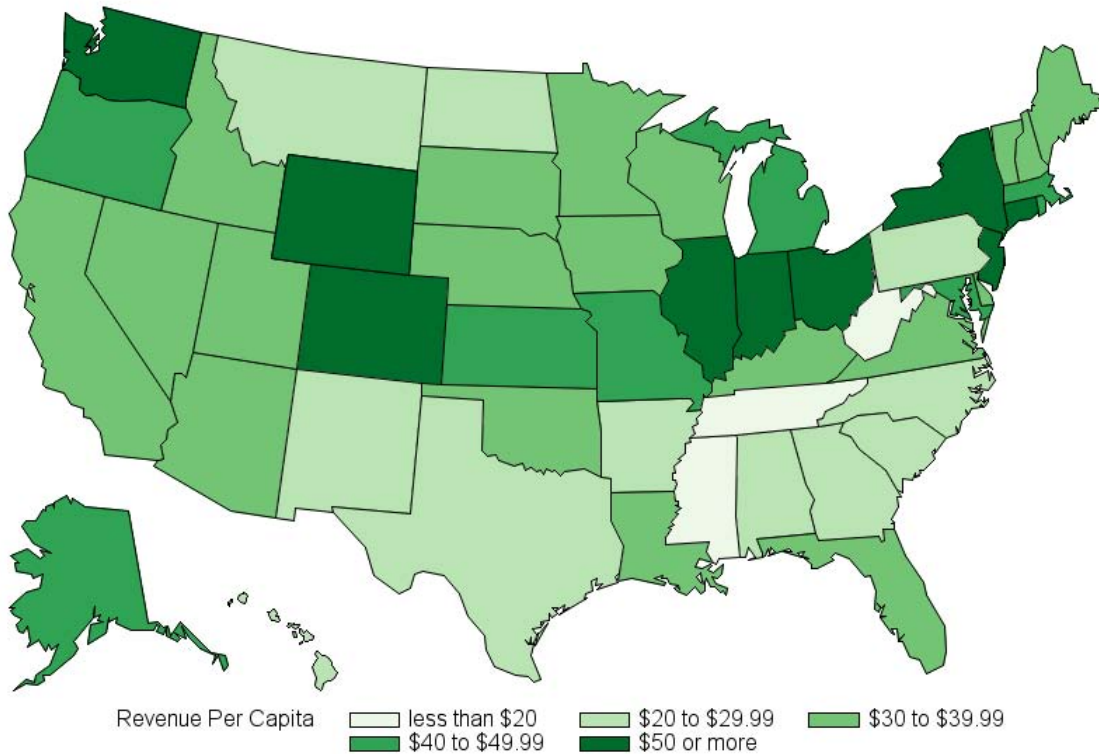 Revenue Per Capita less than $20 $20 to $29.99 $30 to $39.99
$40 to $49.99 $50 or more